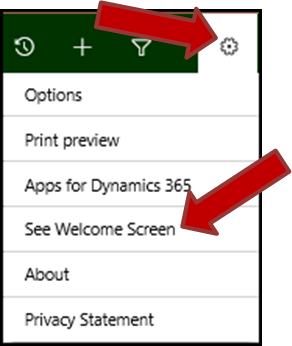 Options
Print preview
Apps for Dynamics 365
See Welcome Screen
About
Privacy Statement